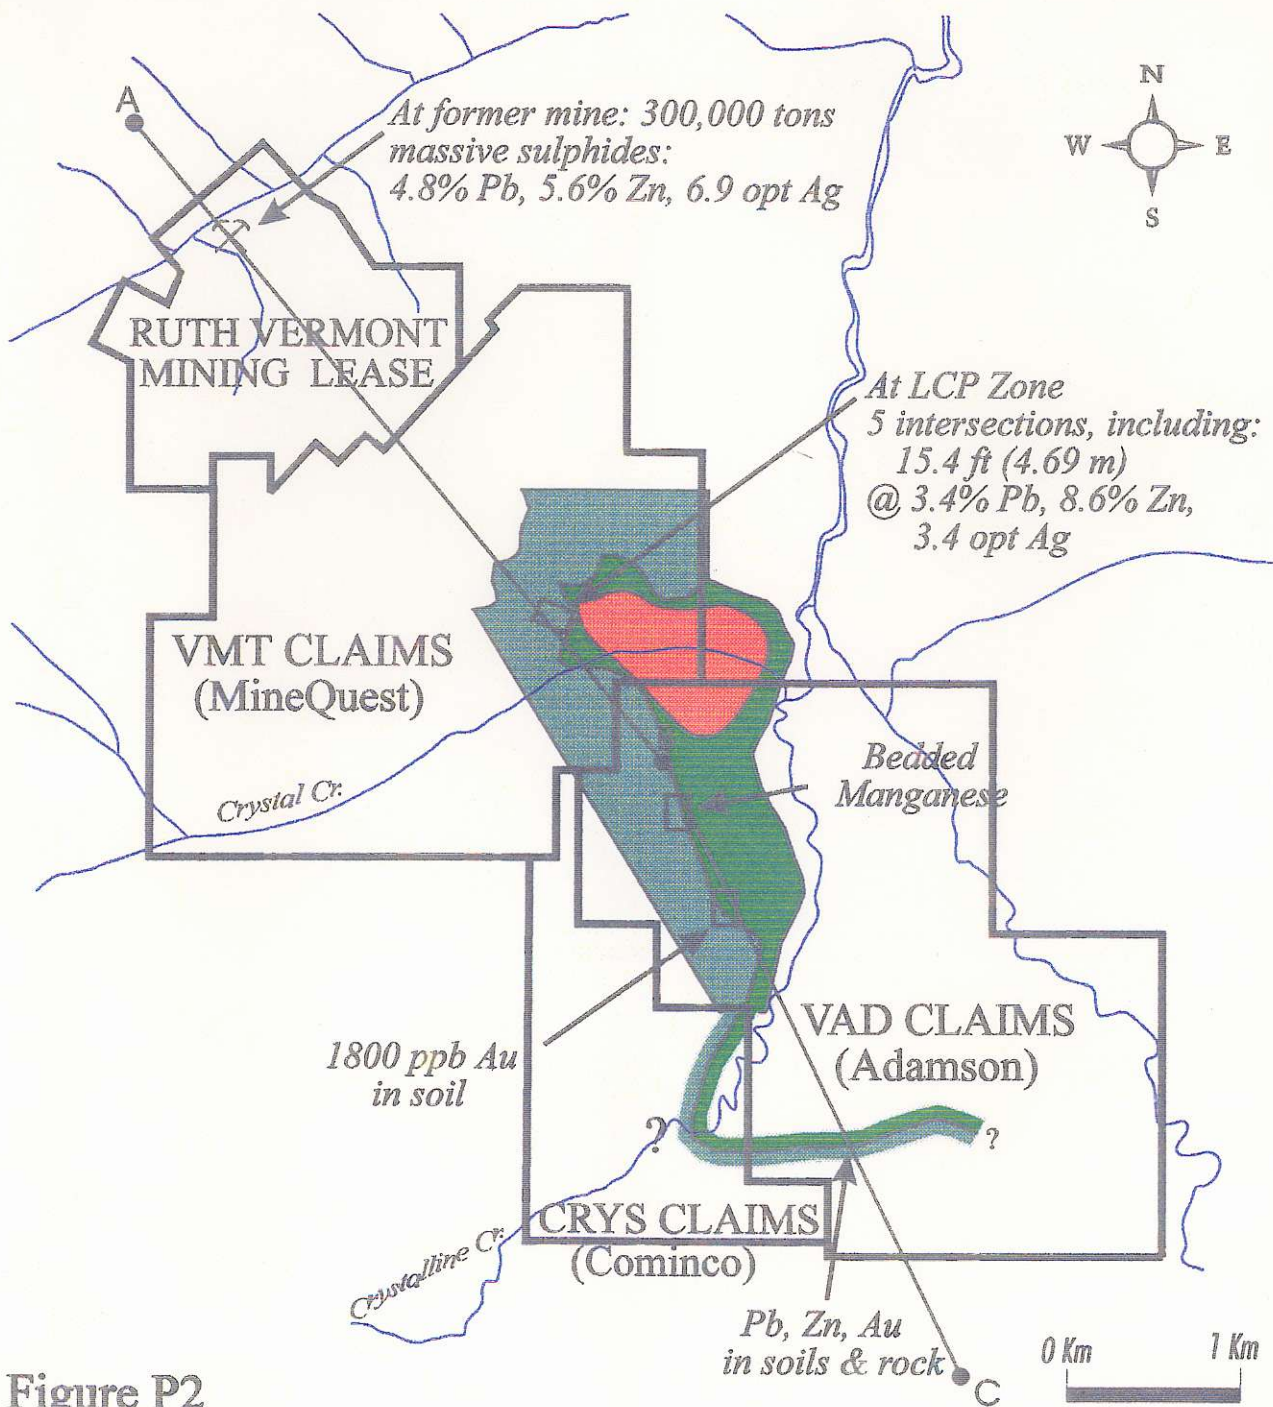 N
W E
S
A
At former mine: 300,000 tons
massive sulphides:
4.8% Pb, 5.6% Zn, 6.9 opt Ag
RUTH VERMONT
MINING LEASE
At LCP Zone
5 intersections, including:
15.4 ft (4.69 m)
@ 3.4% Pb, 8.6% Zn,
3.4 opt Ag
VMT CLAIMS
(MineQuest)
Crystal Cr.
Bedded
Manganese
1800 ppb Au
in soil
VAD CLAIMS
(Adamson)
?
?
CRYS CLAIMS
(Cominco)
Crystalline Cr.
Pb, Zn, Au
in soils & rock
C
0 Km 1 Km
Figure P2